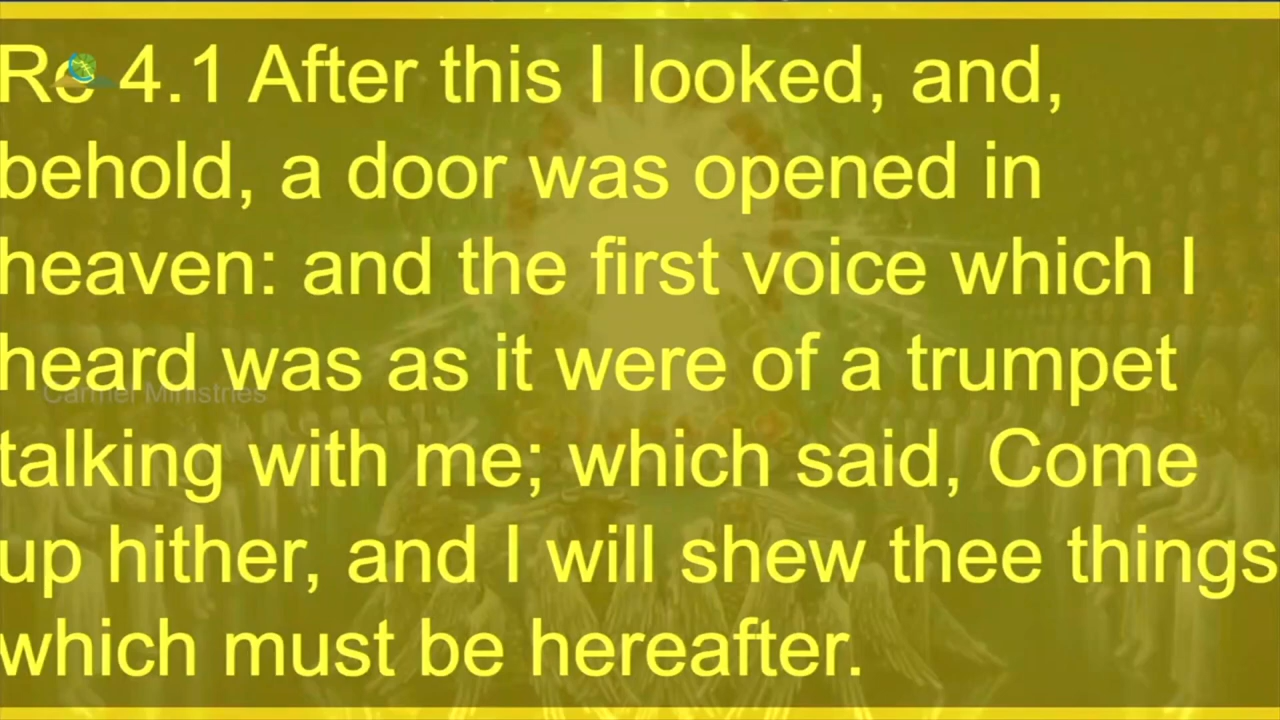 Re 4.1 After this I looked, and,
behold, a door was opened in
heaven: and the first voice which I
heard was as it were of a trumpet
Carmel Ministries
talking with me; which said, Come
up hither, and I will shew thee things
which must be hereafter.